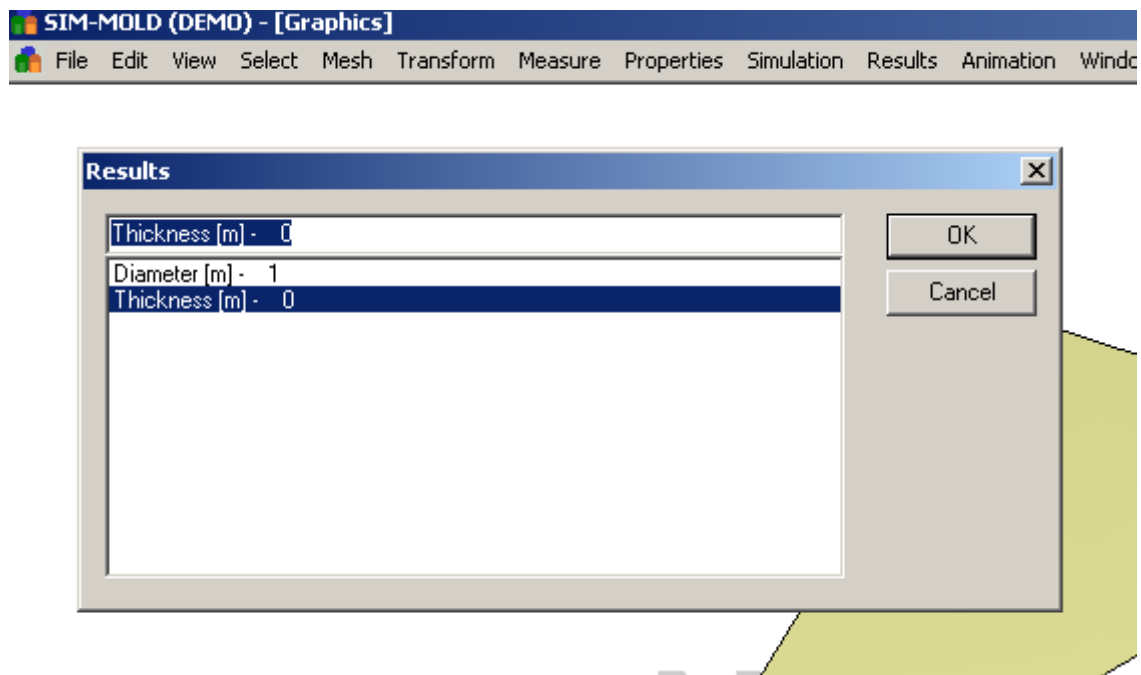 SIM-MOLD (DEMO) - [Graphics]
File Edit View Select Mesh Transform Measure Properties Simulation Results Animation Windo
Results
Thickness [m] - 0
OK
Diameter [m] - 1
Thickness [m] - 0
Cancel